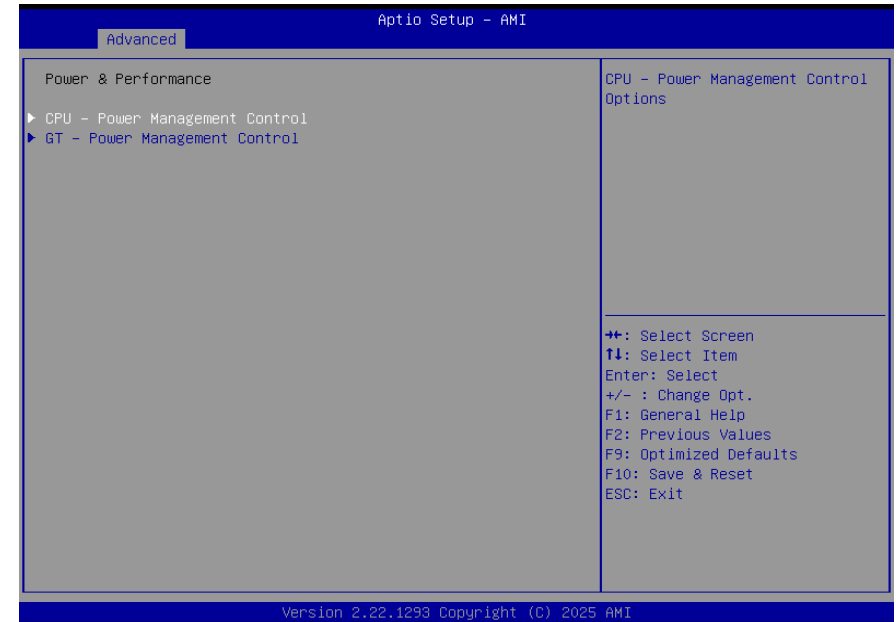 Aptio Setup – AMI
Advanced
Power & Performance
CPU – Power Management Control
GT – Power Management Control
CPU – Power Management Control
Options
→←: Select Screen
↑↓: Select Item
Enter: Select
+/- : Change Opt.
F1: General Help
F2: Previous Values
F9: Optimized Defaults
F10: Save & Reset
ESC: Exit
Version 2.22.1293 Copyright (C) 2025 AMI